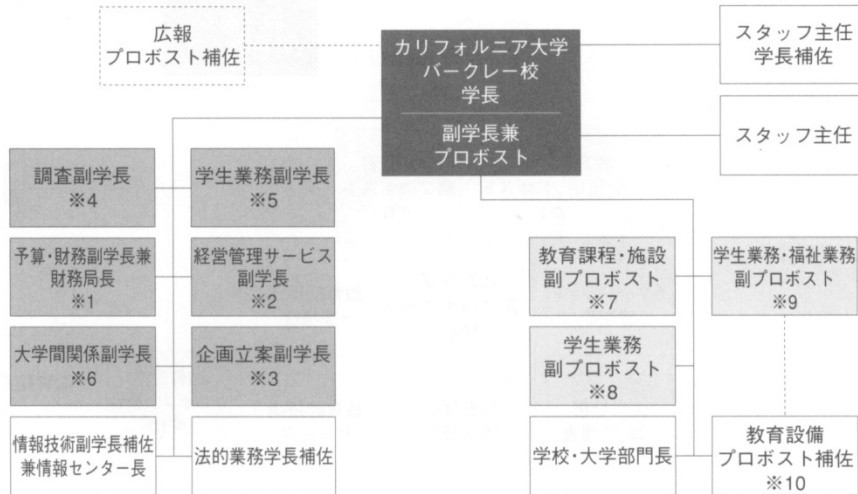 広報
プロボスト補佐
カリフォルニア大学
バークレー校
学長
副学長兼
プロボスト
スタッフ主任
学長補佐
スタッフ主任
調査副学長
※4
学生業務副学長
※5
予算・財務副学長兼
財務局長
※1
経営管理サービス
副学長
※2
大学間関係副学長
※6
企画立案副学長
※3
情報技術副学長補佐
兼情報センター長
法的業務学長補佐
教育課程・施設
副プロボスト
※7
学生業務・福祉業務
副プロボスト
※9
学生業務
副プロボスト
※8
学校・大学部門長
教育設備
プロボスト補佐
※10